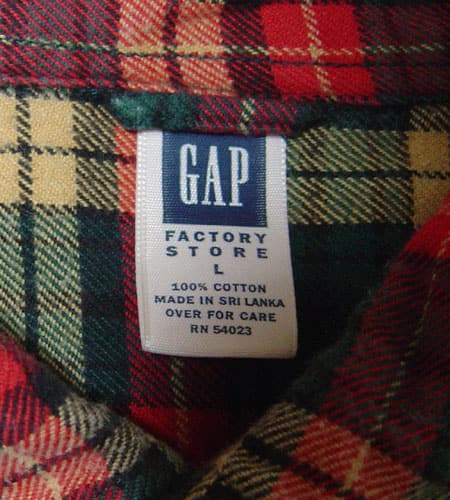 GAP
FACTORY
STORE
L
100% COTTON
MADE IN SRI LANKA
OVER FOR CARE
RN 54023